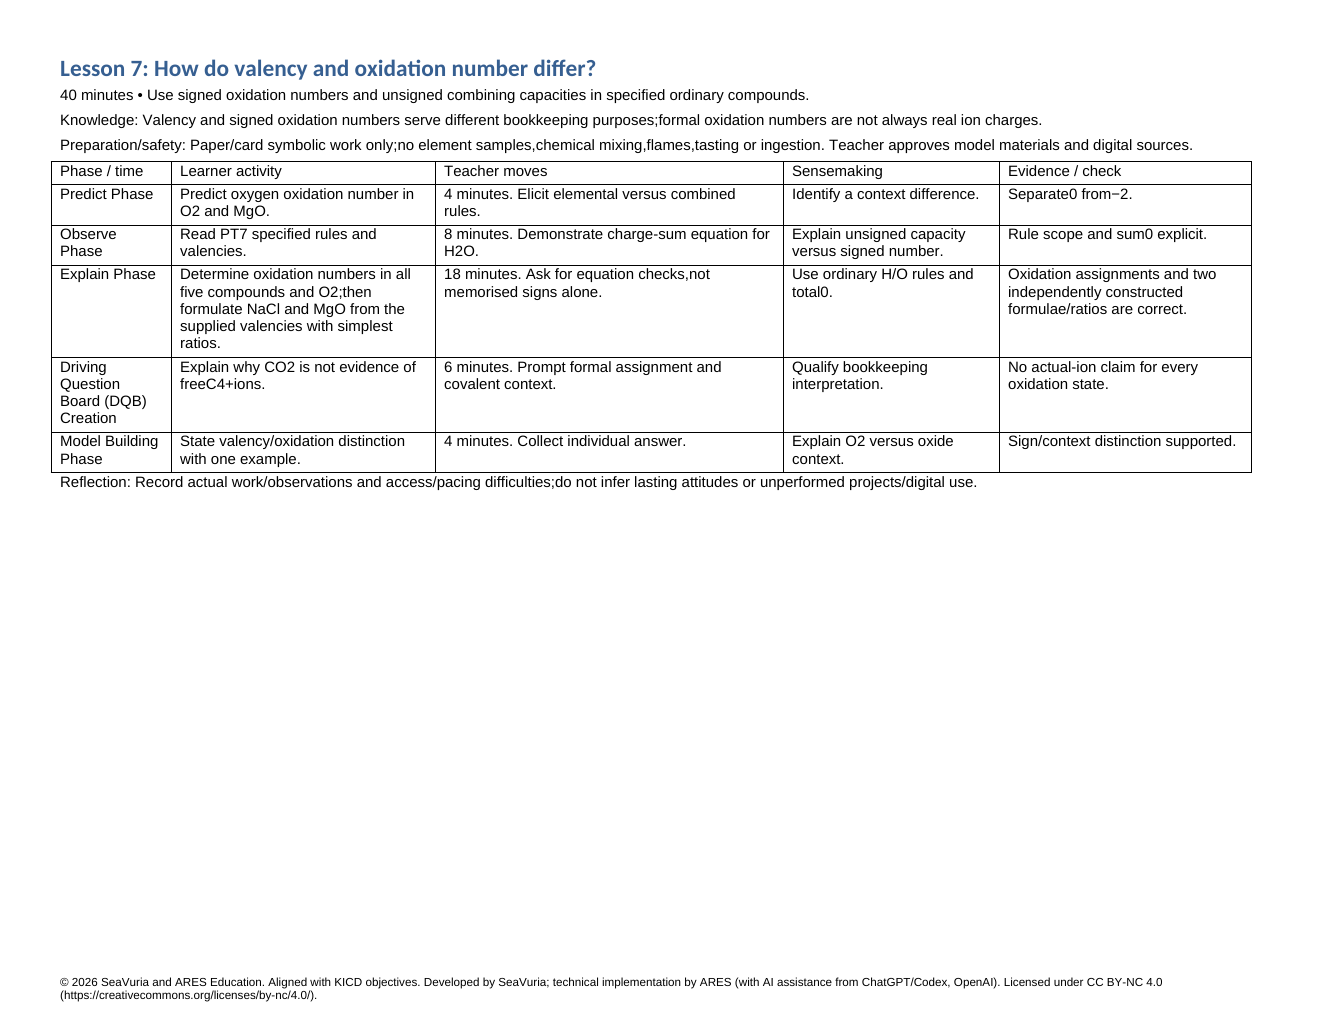 Lesson 7: How do valency and oxidation number differ?
40 minutes • Use signed oxidation numbers and unsigned combining capacities in specified ordinary compounds.
Knowledge: Valency and signed oxidation numbers serve different bookkeeping purposes;formal oxidation numbers are not always real ion charges.
Preparation/safety: Paper/card symbolic work only;no element samples,chemical mixing,flames,tasting or ingestion. Teacher approves model materials and digital sources.
Phase / time
Learner activity
Teacher moves
Sensemaking
Evidence / check
Predict Phase
Predict oxygen oxidation number in
O2 and MgO.
4 minutes. Elicit elemental versus combined
rules.
Identify a context difference.
Separate0 from−2.
Observe
Phase
Read PT7 specified rules and
valencies.
8 minutes. Demonstrate charge-sum equation for
H2O.
Explain unsigned capacity
versus signed number.
Rule scope and sum0 explicit.
Explain Phase
Determine oxidation numbers in all
five compounds and O2;then
formulate NaCl and MgO from the
supplied valencies with simplest
ratios.
18 minutes. Ask for equation checks,not
memorised signs alone.
Use ordinary H/O rules and
total0.
Oxidation assignments and two
independently constructed
formulae/ratios are correct.
Driving
Question
Board (DQB)
Creation
Explain why CO2 is not evidence of
freeC4+ions.
6 minutes. Prompt formal assignment and
covalent context.
Qualify bookkeeping
interpretation.
No actual-ion claim for every
oxidation state.
Model Building
Phase
State valency/oxidation distinction
with one example.
4 minutes. Collect individual answer.
Explain O2 versus oxide
context.
Sign/context distinction supported.
Reflection: Record actual work/observations and access/pacing difficulties;do not infer lasting attitudes or unperformed projects/digital use.
© 2026 SeaVuria and ARES Education. Aligned with KICD objectives. Developed by SeaVuria; technical implementation by ARES (with AI assistance from ChatGPT/Codex, OpenAI). Licensed under CC BY-NC 4.0
(https://creativecommons.org/licenses/by-nc/4.0/).